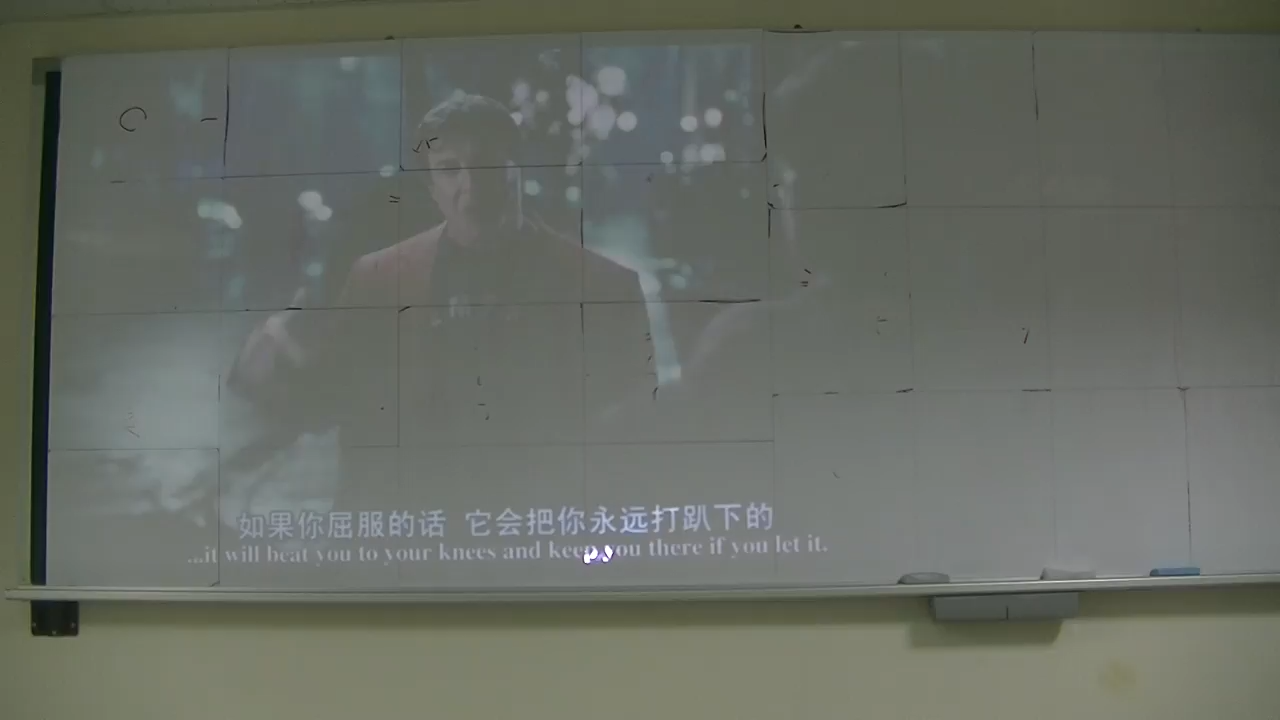 如果你屈服的话 它会把你永远打趴下的
...it will beat you to your knees and keep you there if you let it.